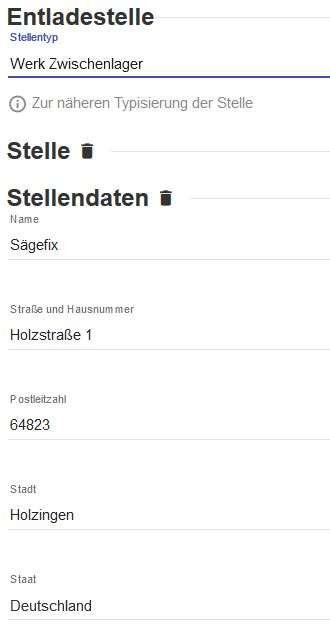 Entladestelle
Stellentyp
Werk Zwischenlager
Zur näheren Typisierung der Stelle
Stelle
Stellendaten
Name
Sägefix
Straße und Hausnummer
Holzstraße 1
Postleitzahl
64823
Stadt
Holzingen
Staat
Deutschland